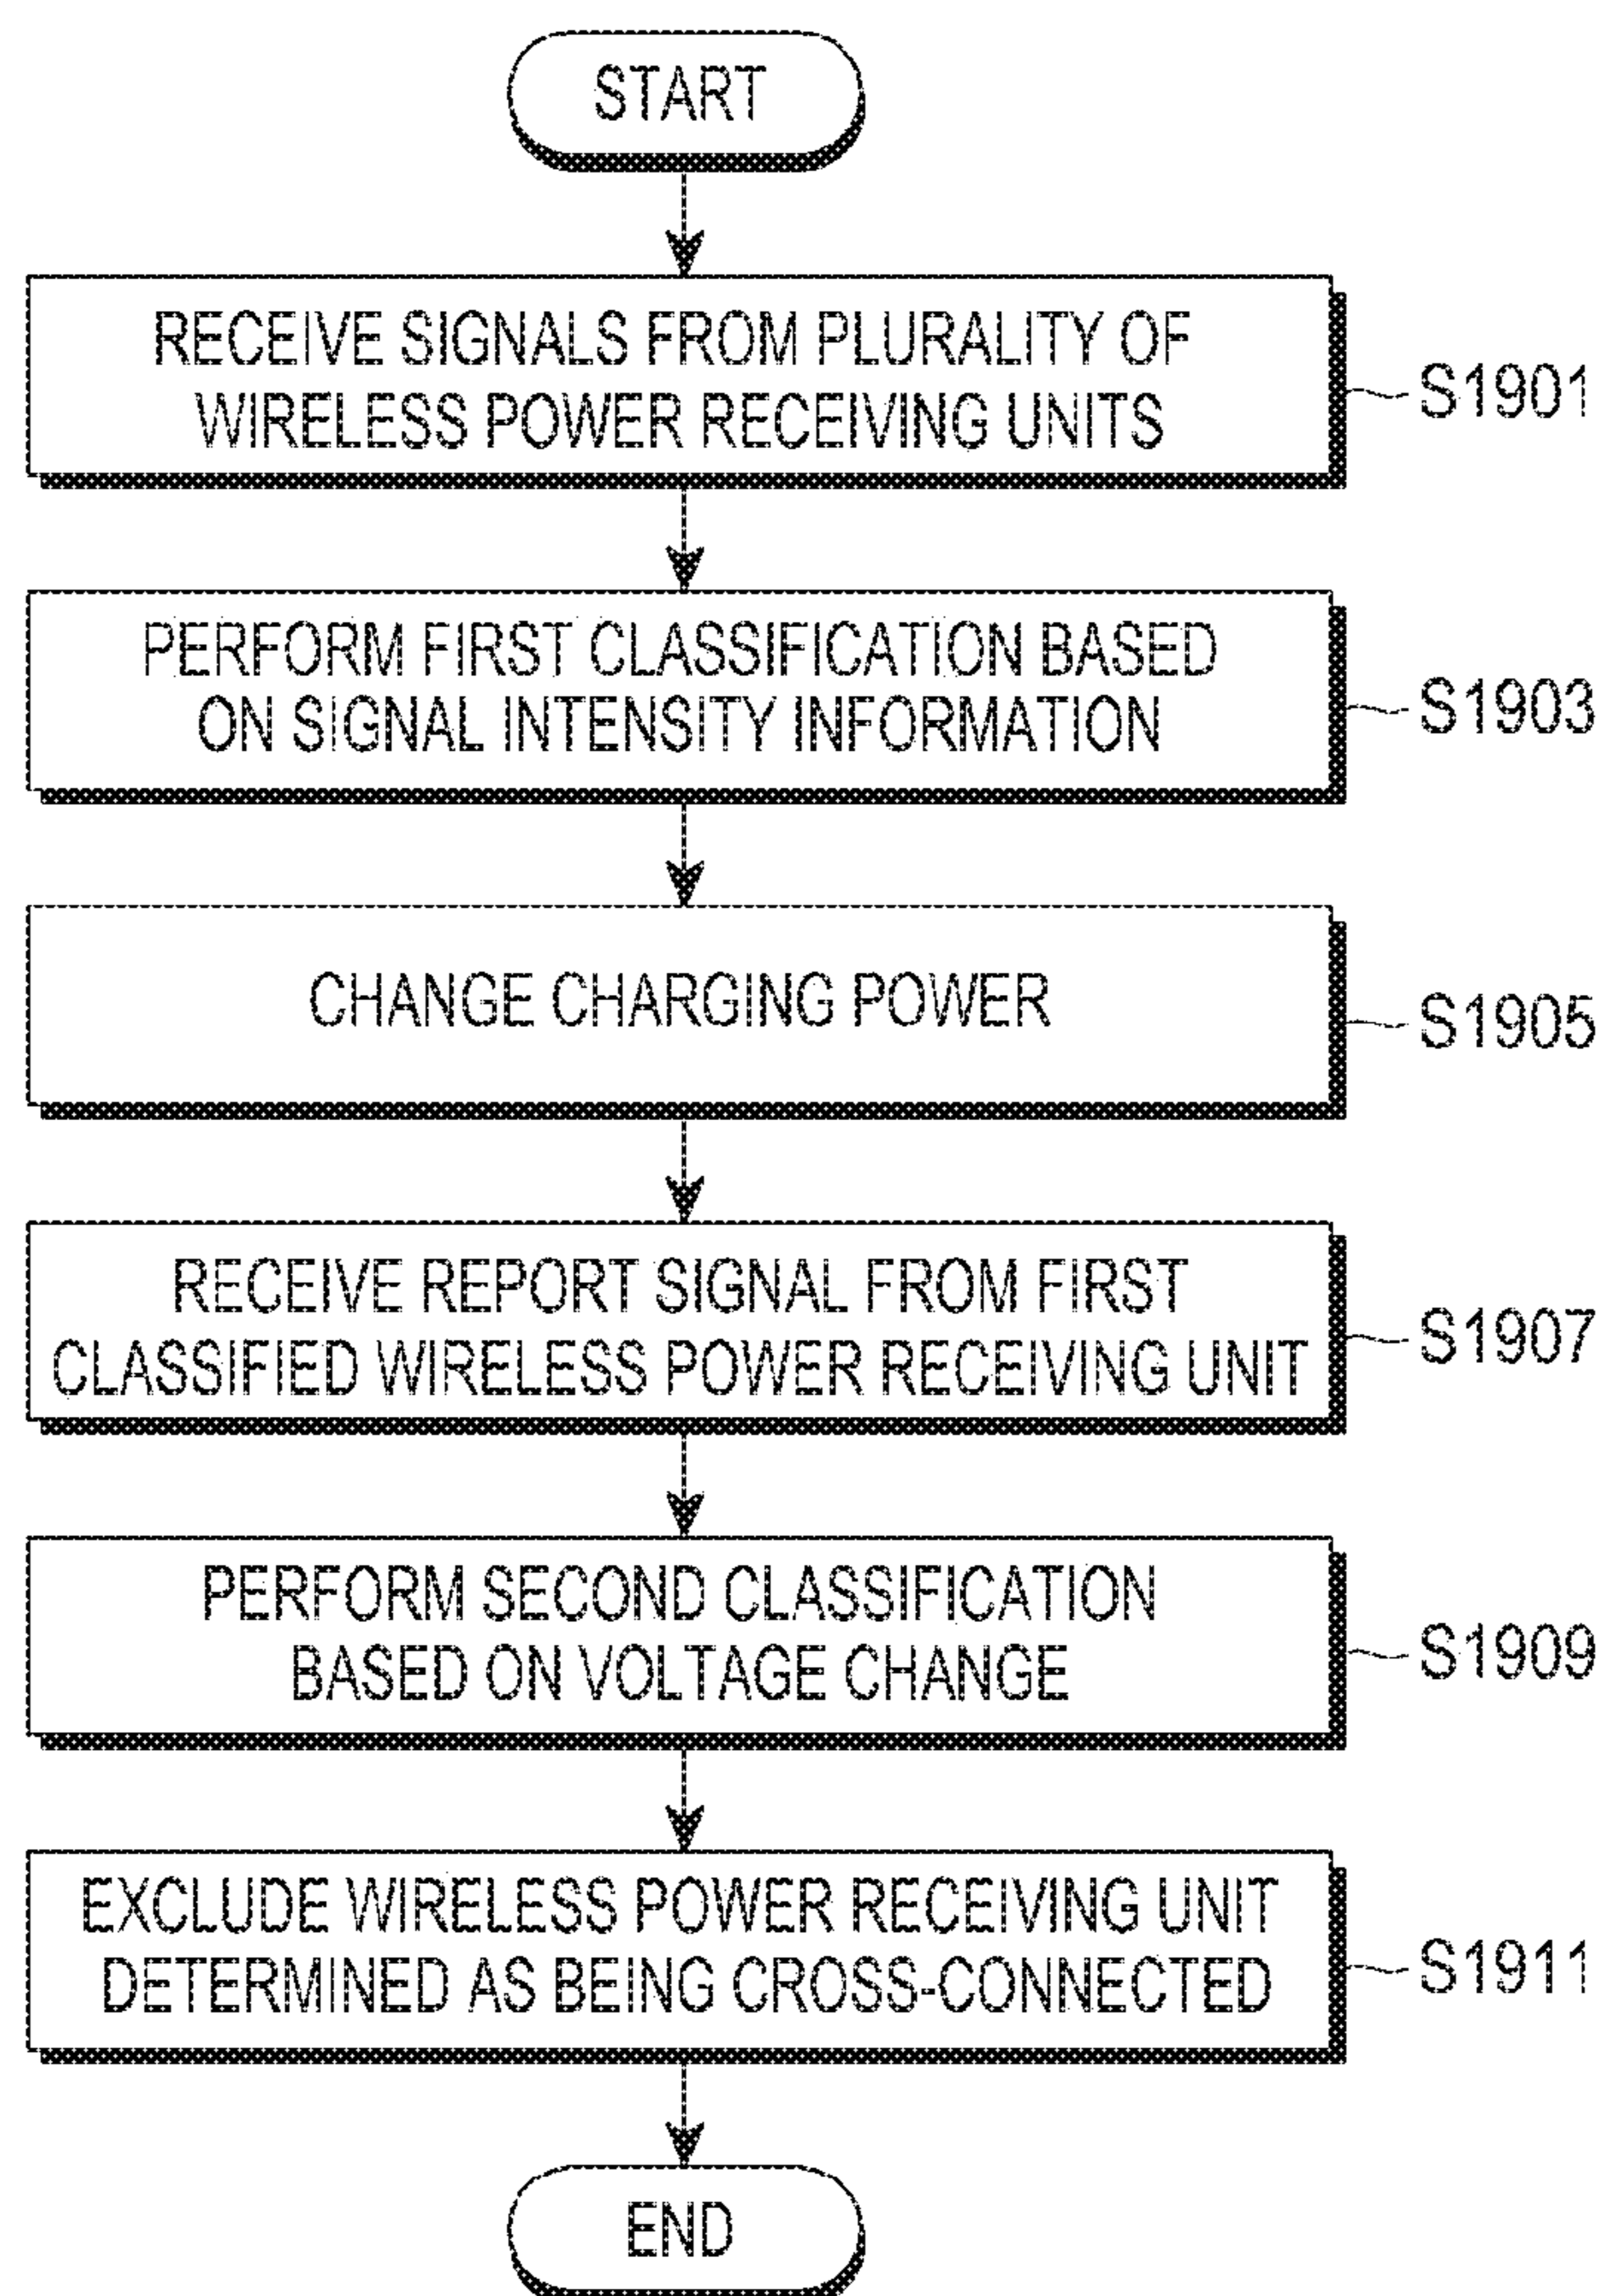 START
RECEIVE SIGNALS FROM PLURALITY OF
WIRELESS POWER RECEIVING UNITS
S1901
PERFORM FIRST CLASSIFICATION BASED
ON SIGNAL INTENSITY INFORMATION
S1903
CHANGE CHARGING POWER
S1905
RECEIVE REPORT SIGNAL FROM FIRST
CLASSIFIED WIRELESS POWER RECEIVING UNIT
S1907
PERFORM SECOND CLASSIFICATION
BASED ON VOLTAGE CHANGE
S1909
EXCLUDE WIRELESS POWER RECEIVING UNIT
DETERMINED AS BEING CROSS-CONNECTED
S1911
END